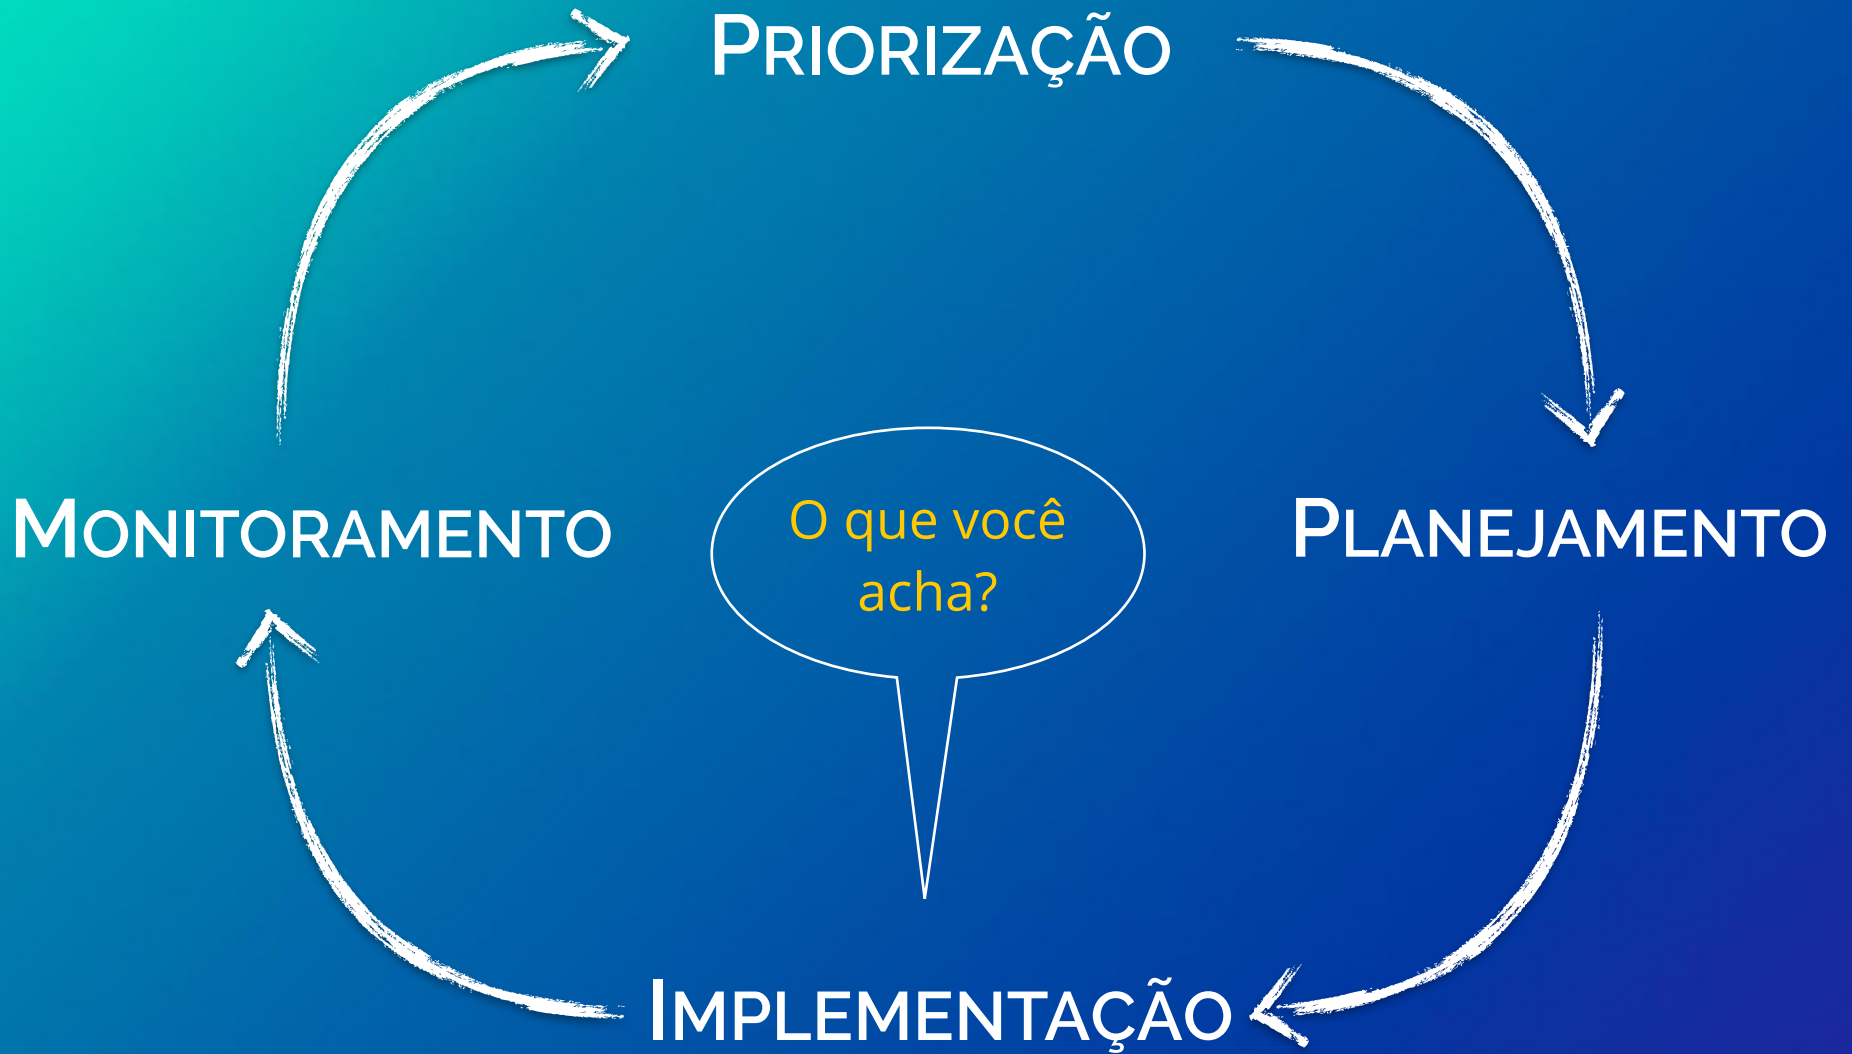 PRIORIZAÇÃO
MONITORAMENTO
O que você
acha?
PLANEJAMENTO
IMPLEMENTAÇÃO